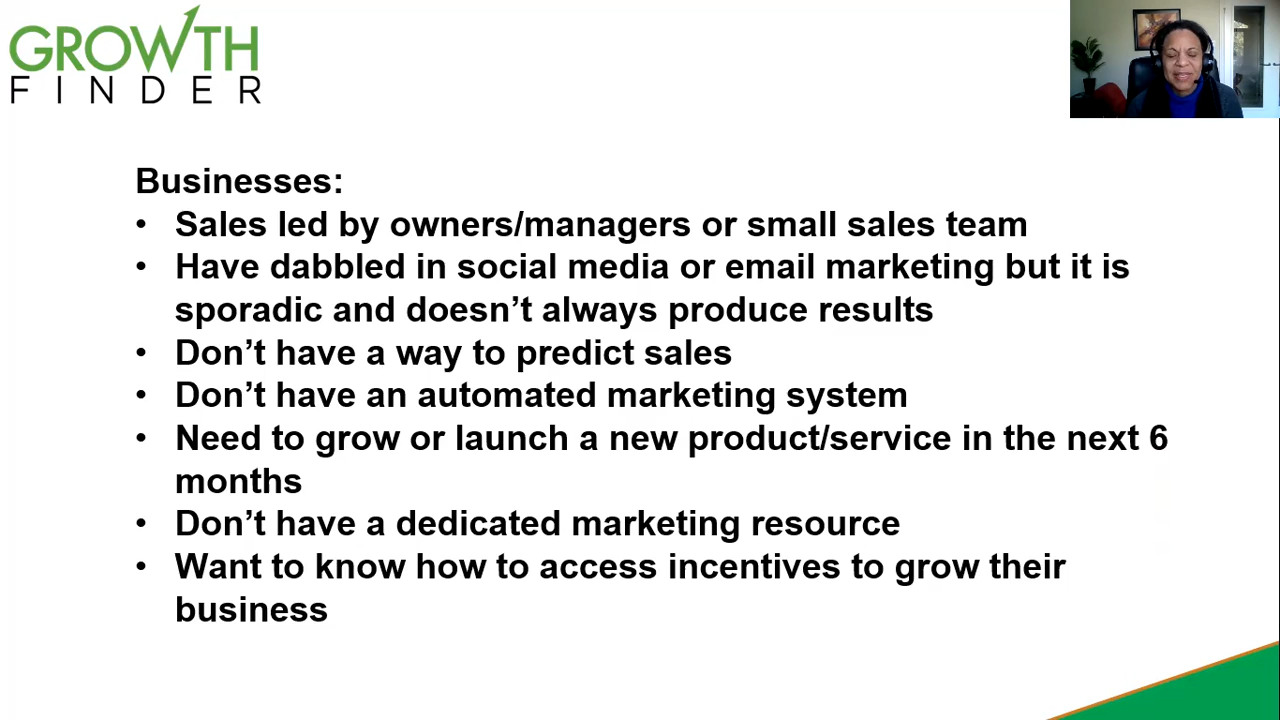 GROWTH
FINDER
Businesses:
• Sales led by owners/managers or small sales team
• Have dabbled in social media or email marketing but it is
sporadic and doesn’t always produce results
• Don’t have a way to predict sales
• Don’t have an automated marketing system
• Need to grow or launch a new product/service in the next 6
months
• Don’t have a dedicated marketing resource
• Want to know how to access incentives to grow their
business